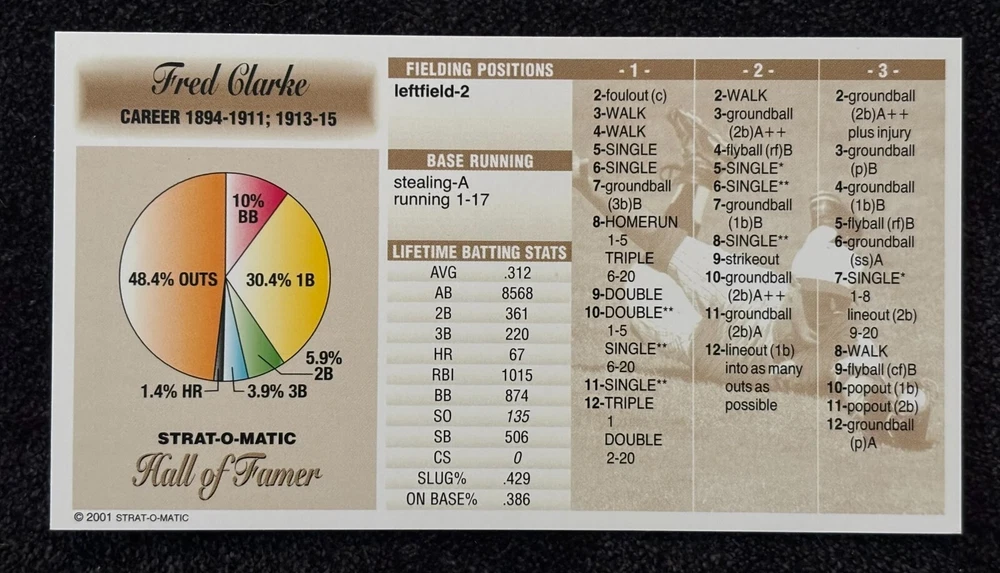 Fred Clarke
CAREER 1894-1911; 1913-15
10%
BB
48.4% OUTS
30.4% 1B
5.9%
2B
1.4% HR
3.9% 3B
STRAT-O-MATIC
Hall of Famer
© 2001 STRAT-O-MATIC
FIELDING POSITIONS
leftfield-2
BASE RUNNING
stealing-A
running 1-17
LIFETIME BATTING STATS
AVG .312
AB 8568
2B 361
3B 220
HR 67
RBI 1015
BB 874
SO 135
SB 506
CS 0
SLUG% .429
ON BASE% .386
- 1 -
2-foulout (c)
3-WALK
4-WALK
5-SINGLE
6-SINGLE
7-groundball
(3b)B
8-HOMERUN
1-5
TRIPLE
6-20
9-DOUBLE
10-DOUBLE**
1-5
SINGLE**
6-20
11-SINGLE**
12-TRIPLE
1
DOUBLE
2-20
- 2 -
2-WALK
3-groundball
(2b)A++
4-flyball (rf)B
5-SINGLE*
6-SINGLE**
7-groundball
(1b)B
8-SINGLE**
9-strikeout
10-groundball
(2b)A++
11-groundball
(2b)A
12-lineout (1b)
into as many
outs as
possible
- 3 -
2-groundball
(2b)A++
plus injury
3-groundball
(p)B
4-groundball
(1b)B
5-flyball (rf)B
6-groundball
(ss)A
7-SINGLE*
1-8
lineout (2b)
9-20
8-WALK
9-flyball (cf)B
10-popout (1b)
11-popout (2b)
12-groundball
(p)A